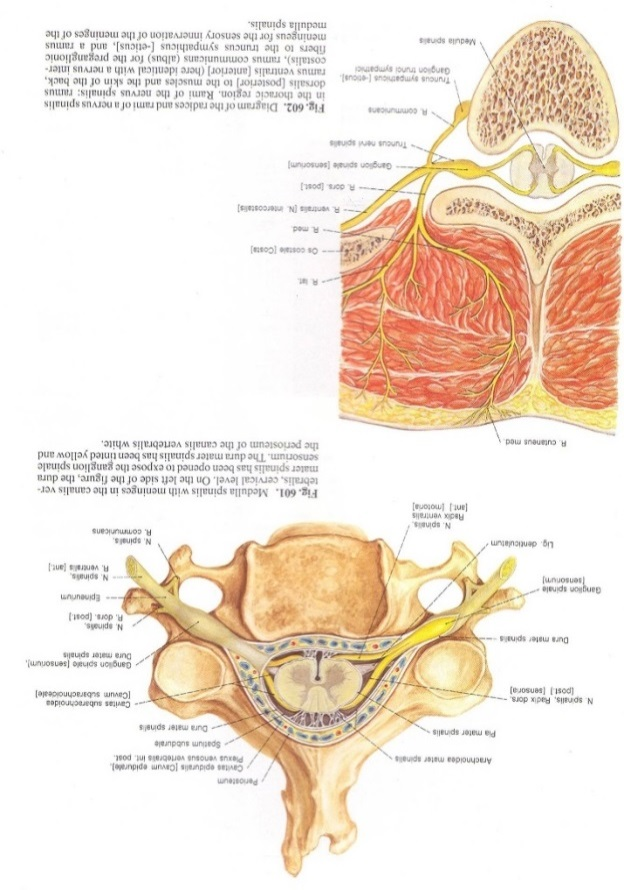 Periosteum
Cavitas epiduralis [Cavum epidurale],
Plexus venosus vertebralis int. post.
Spatium subdurale
Dura mater spinalis
Cavitas subarachnoidea
[Cavum subarachnoideale]
Ganglion spinale [sensorium],
Dura mater spinalis
N. spinalis,
R. dors. [post.]
Epineurium
N. spinalis,
R. ventralis [ant.]
N. spinalis,
R. communicans
Arachnoidea mater spinalis
Pia mater spinalis
N. spinalis, Radix dors.
[post.] [sensoria]
Dura mater spinalis
Ganglion spinale
[sensorium]
Lig. denticulatum
N. spinalis,
Radix ventralis
[ant.] [motoria]
Fig. 601. Medulla spinalis with meninges in the canalis ver-
tebralis, cervical level. On the left side of the figure, the dura
mater spinalis has been opened to expose the ganglion spinale
sensorium. The dura mater spinalis has been tinted yellow and
the periosteum of the canalis vertebralis white.
R. cutaneus med.
R. lat.
Os costale [Costa]
R. med.
R. ventralis [N. intercostalis]
R. dors. [post.]
Ganglion spinale [sensorium]
Truncus nervi spinalis
R. communicans
Truncus sympathicus [-eticus],
Ganglion trunci sympathici
Medulla spinalis
Fig. 602. Diagram of the radices and rami of a nervus spinalis
in the thoracic region. Rami of the nervus spinalis: ramus
dorsalis [posterior] to the muscles and the skin of the back,
ramus ventralis [anterior] (here identical with a nervus inter-
costalis), ramus communicans (albus) for the preganglionic
fibers to the truncus sympathicus [-eticus], and a ramus
meningeus for the sensory innervation of the meninges of the
medulla spinalis.